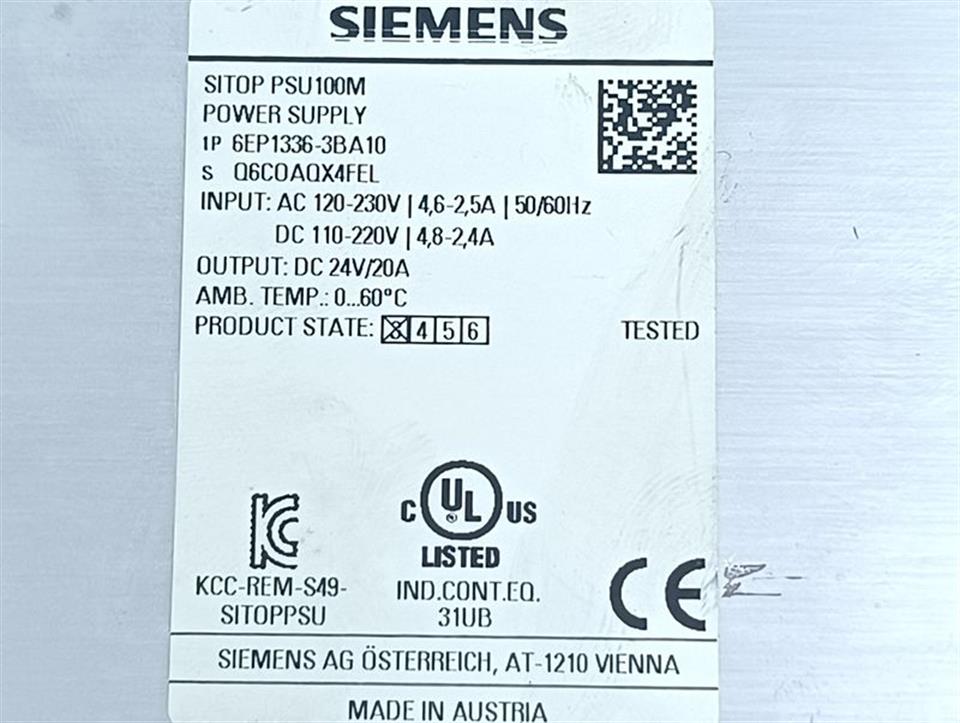 SIEMENS
SITOP PSU100M
POWER SUPPLY
1P 6EP1336-3BA10
S Q6C0AQX4FEL
INPUT: AC 120-230V | 4,6-2,5A | 50/60Hz
DC 110-220V | 4,8-2,4A
OUTPUT: DC 24V/20A
AMB. TEMP.: 0...60°C
PRODUCT STATE: 3 4 5 6 TESTED
C UL US
LISTED
KCC-REM-S49-
SITOPPSU
IND.CONT.EQ.
31UB
CE
SIEMENS AG ÖSTERREICH, AT-1210 VIENNA
MADE IN AUSTRIA